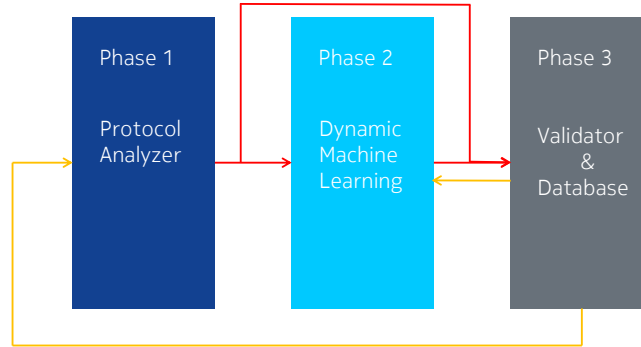 Phase 1
Protocol
Analyzer
Phase 2
Dynamic
Machine
Learning
Phase 3
Validator
&
Database